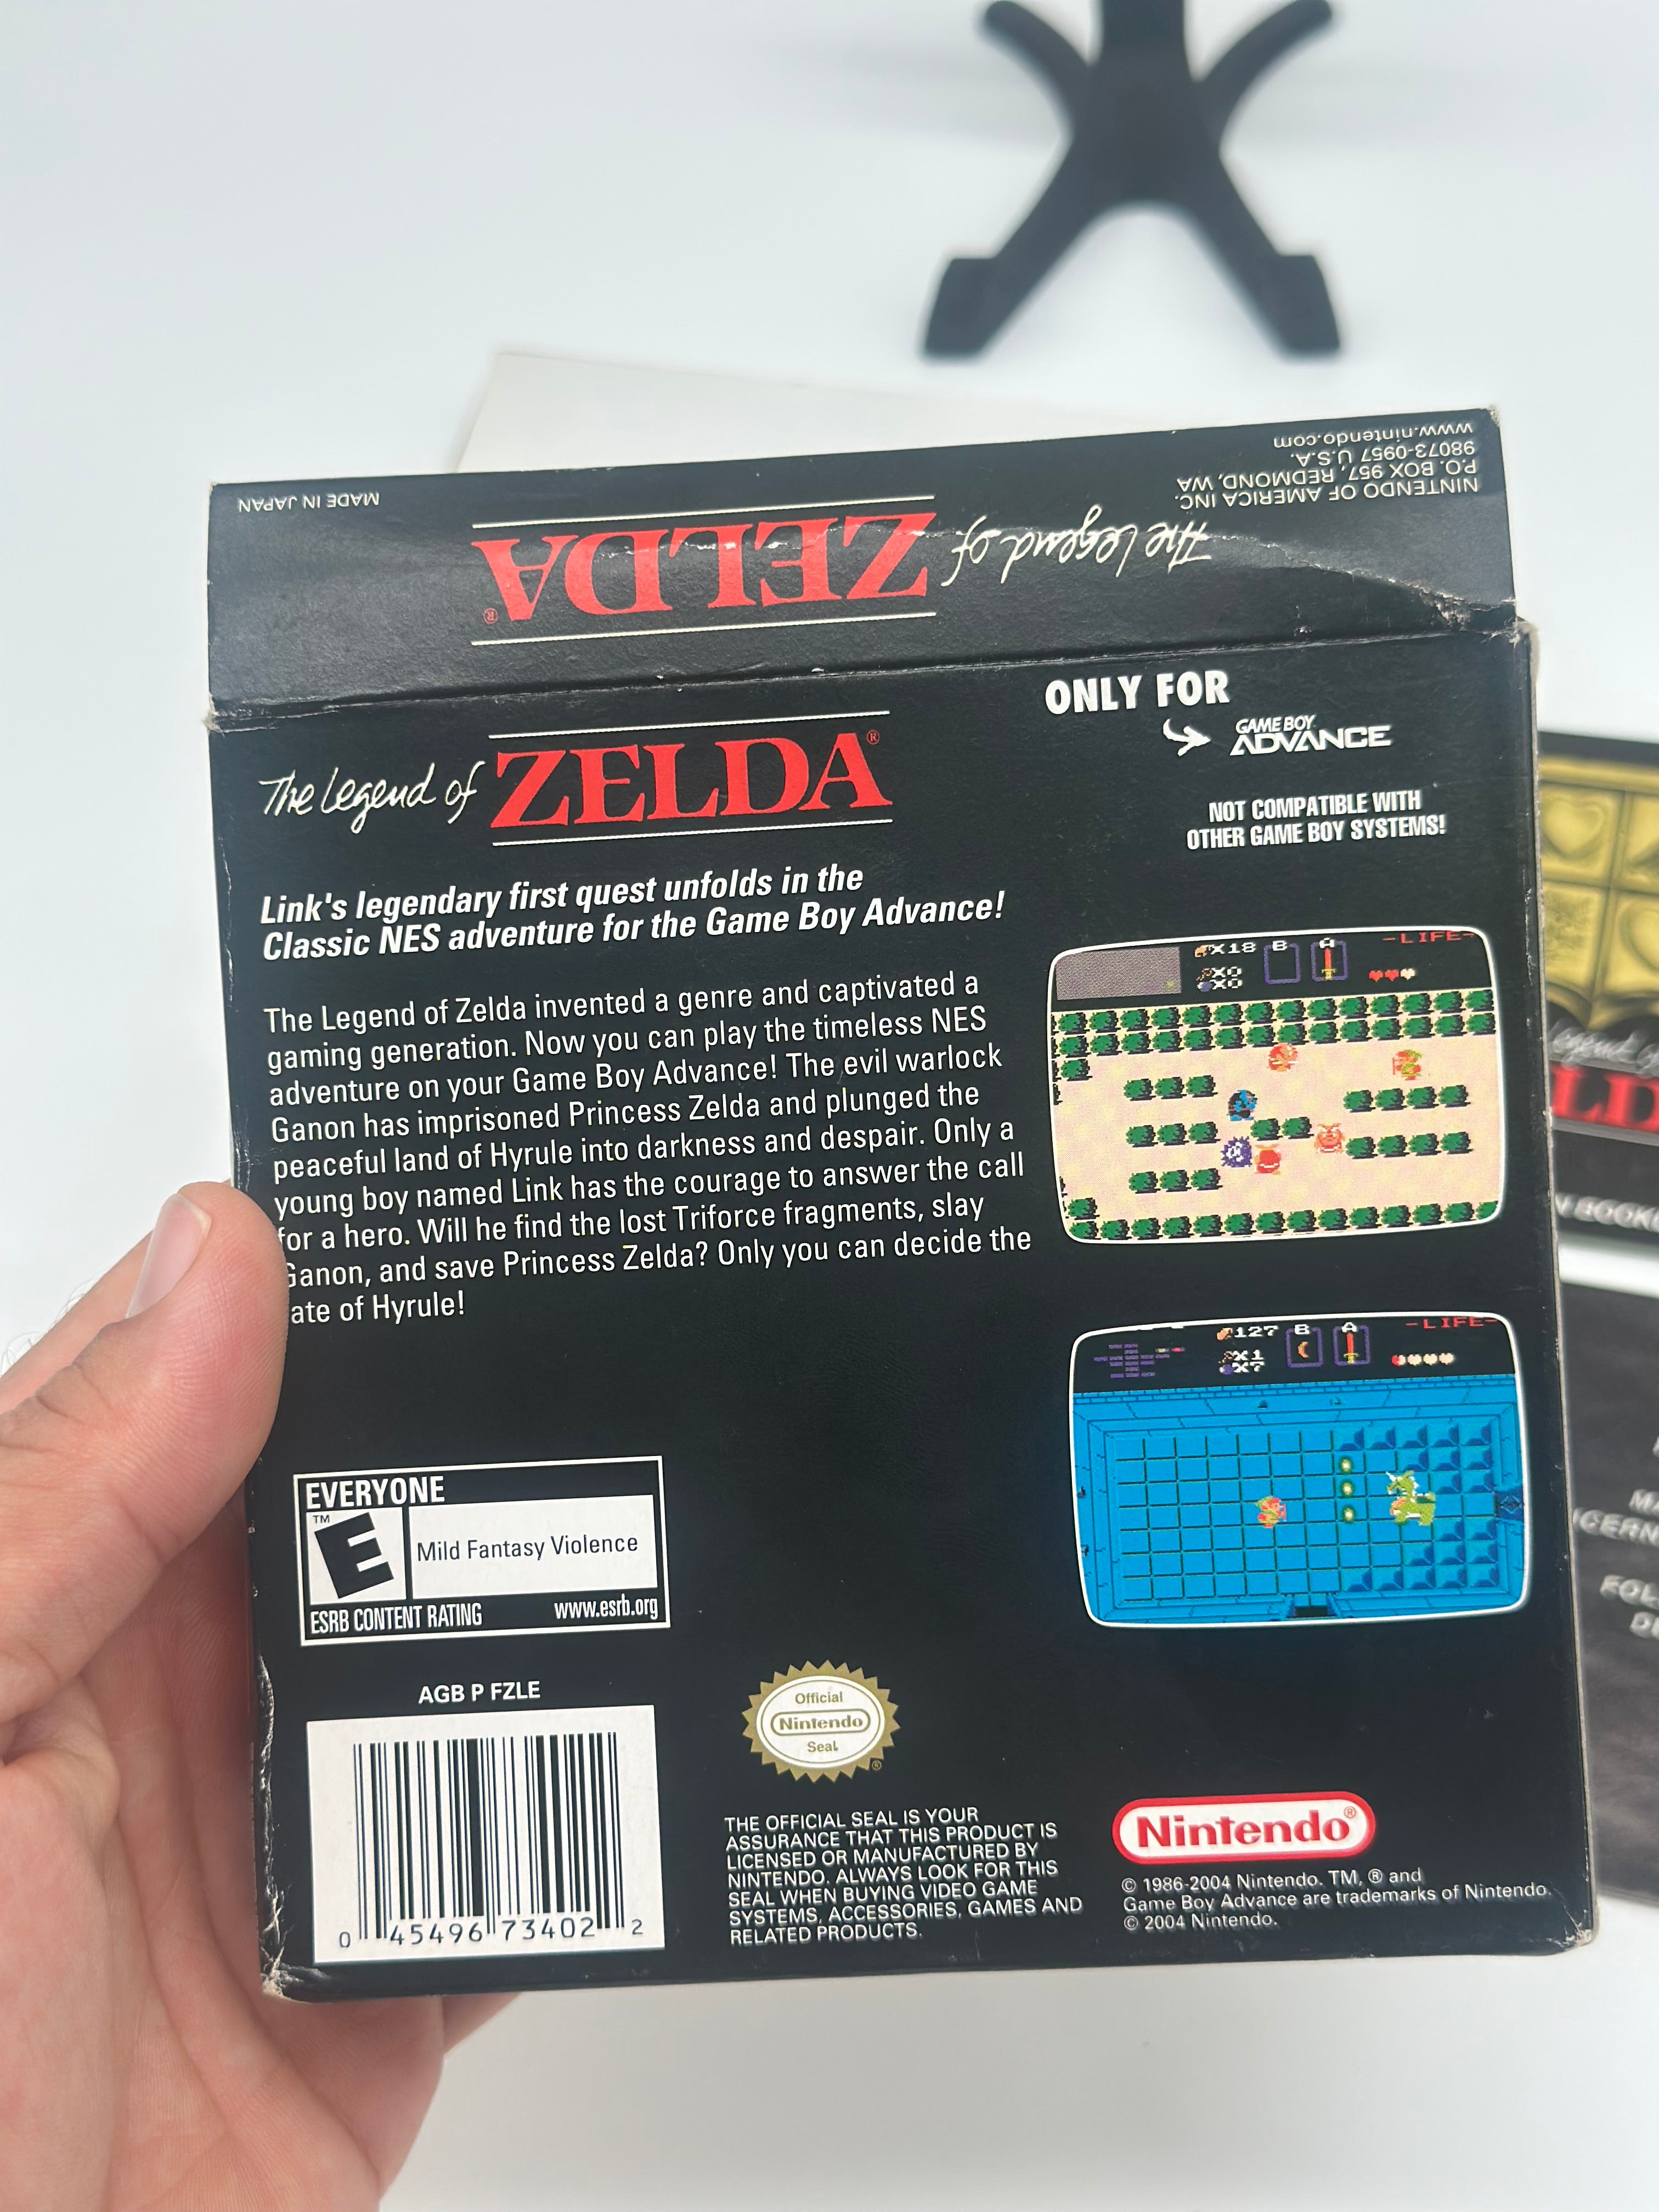 MADE IN JAPAN
NINTENDO OF AMERICA INC.
P.O. BOX 957, REDMOND, WA
98073-0957 U.S.A.
www.nintendo.com
The Legend of
ZELDA®
The Legend of
ZELDA®
ONLY FOR
GAME BOY
ADVANCE
NOT COMPATIBLE WITH
OTHER GAME BOY SYSTEMS!
Link's legendary first quest unfolds in the
Classic NES adventure for the Game Boy Advance!
The Legend of Zelda invented a genre and captivated a
gaming generation. Now you can play the timeless NES
adventure on your Game Boy Advance! The evil warlock
Ganon has imprisoned Princess Zelda and plunged the
peaceful land of Hyrule into darkness and despair. Only a
young boy named Link has the courage to answer the call
for a hero. Will he find the lost Triforce fragments, slay
Ganon, and save Princess Zelda? Only you can decide the
ate of Hyrule!
X18 B A -LIFE-
X0
X0
127 B A -LIFE-
X1
X7
EVERYONE
TM
E
Mild Fantasy Violence
ESRB CONTENT RATING www.esrb.org
AGB P FZLE
0 45496 73402 2
Official
Nintendo
Seal
®
THE OFFICIAL SEAL IS YOUR
ASSURANCE THAT THIS PRODUCT IS
LICENSED OR MANUFACTURED BY
NINTENDO. ALWAYS LOOK FOR THIS
SEAL WHEN BUYING VIDEO GAME
SYSTEMS, ACCESSORIES, GAMES AND
RELATED PRODUCTS.
Nintendo®
© 1986-2004 Nintendo. TM, ® and
Game Boy Advance are trademarks of Nintendo.
© 2004 Nintendo.